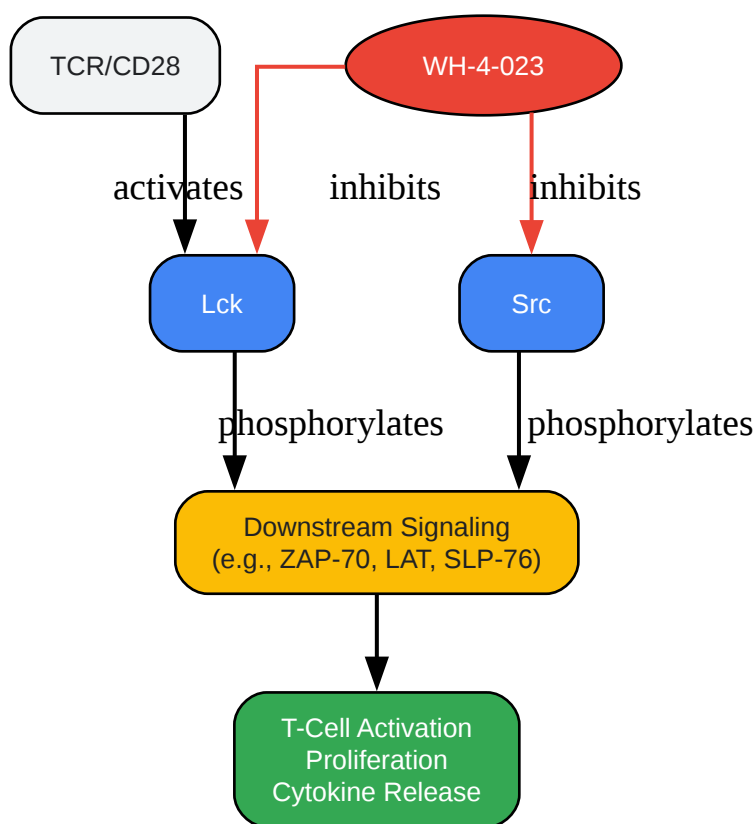 TCR/CD28
WH-4-023
activates
inhibits
inhibits
Lck
Src
phosphorylates
phosphorylates
Downstream Signaling
(e.g., ZAP-70, LAT, SLP-76)
T-Cell Activation
Proliferation
Cytokine Release